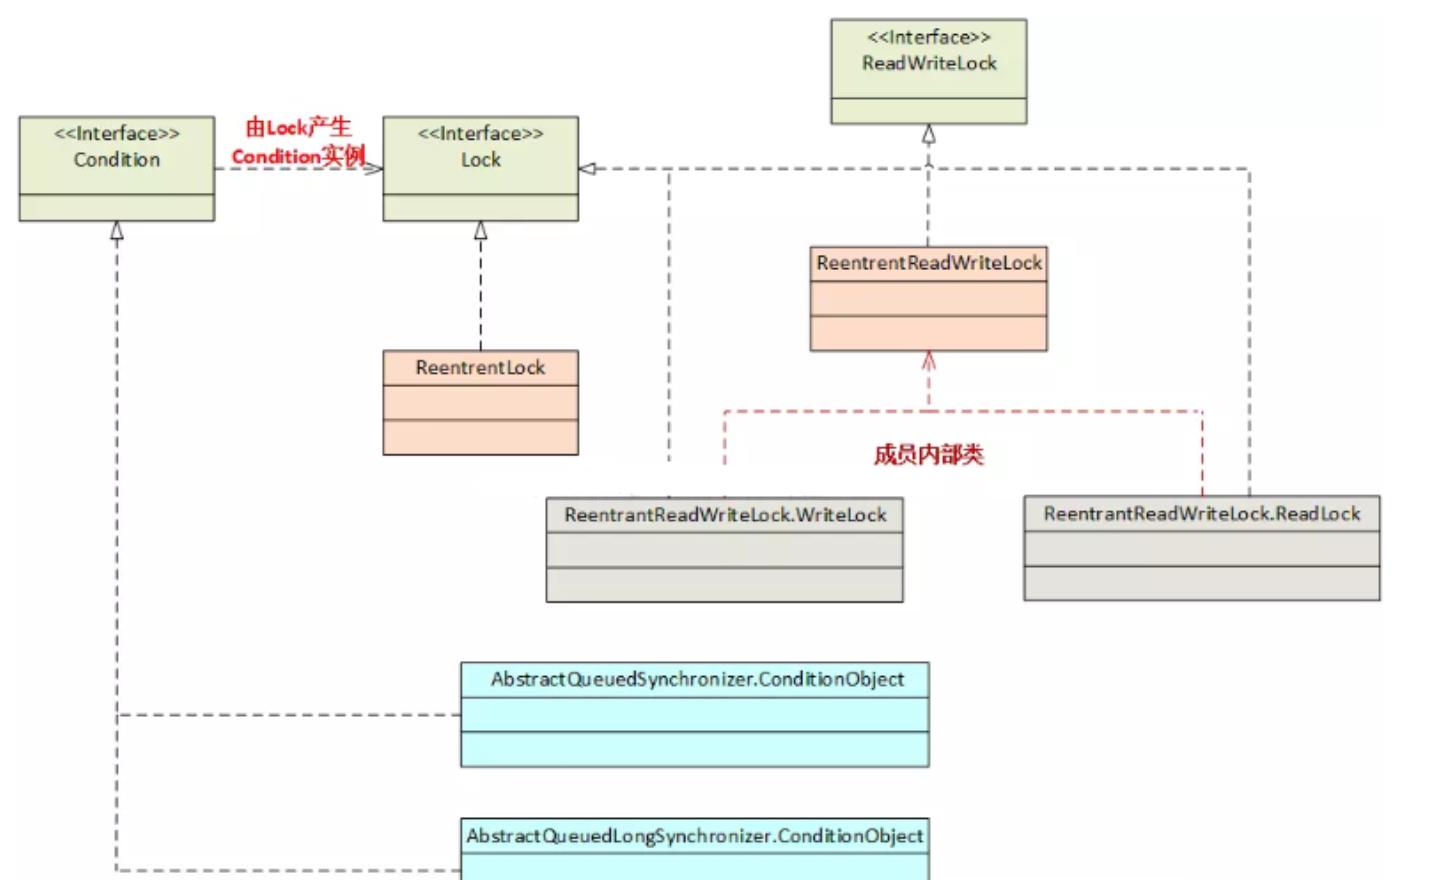 <<Interface>>
ReadWriteLock
<<Interface>>
Condition
由Lock产生
Condition实例
<<Interface>>
Lock
ReentrentReadWriteLock
ReentrentLock
成员内部类
ReentrantReadWriteLock.WriteLock
ReentrantReadWriteLock.ReadLock
AbstractQueuedSynchronizer.ConditionObject
AbstractQueuedLongSynchronizer.ConditionObject